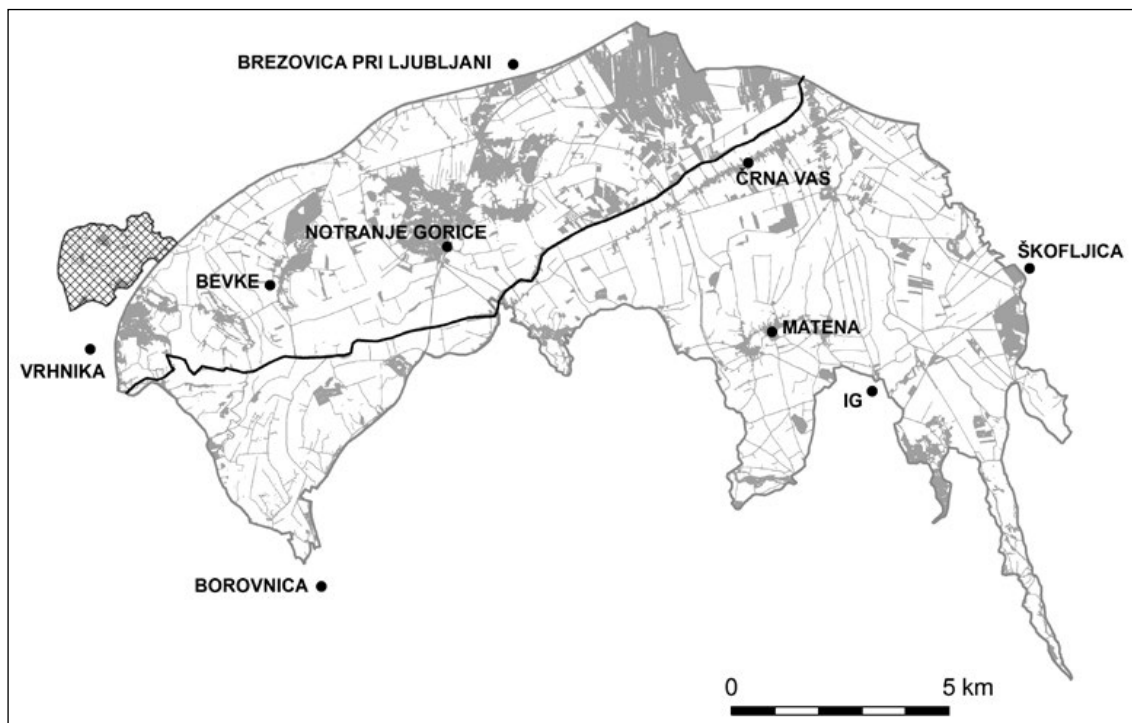 BREZOVICA PRI LJUBLJANI
ČRNA VAS
NOTRANJE GORICE
ŠKOFLJICA
BEVKE
MATENA
VRHNIKA
IG
BOROVNICA
0 5 km